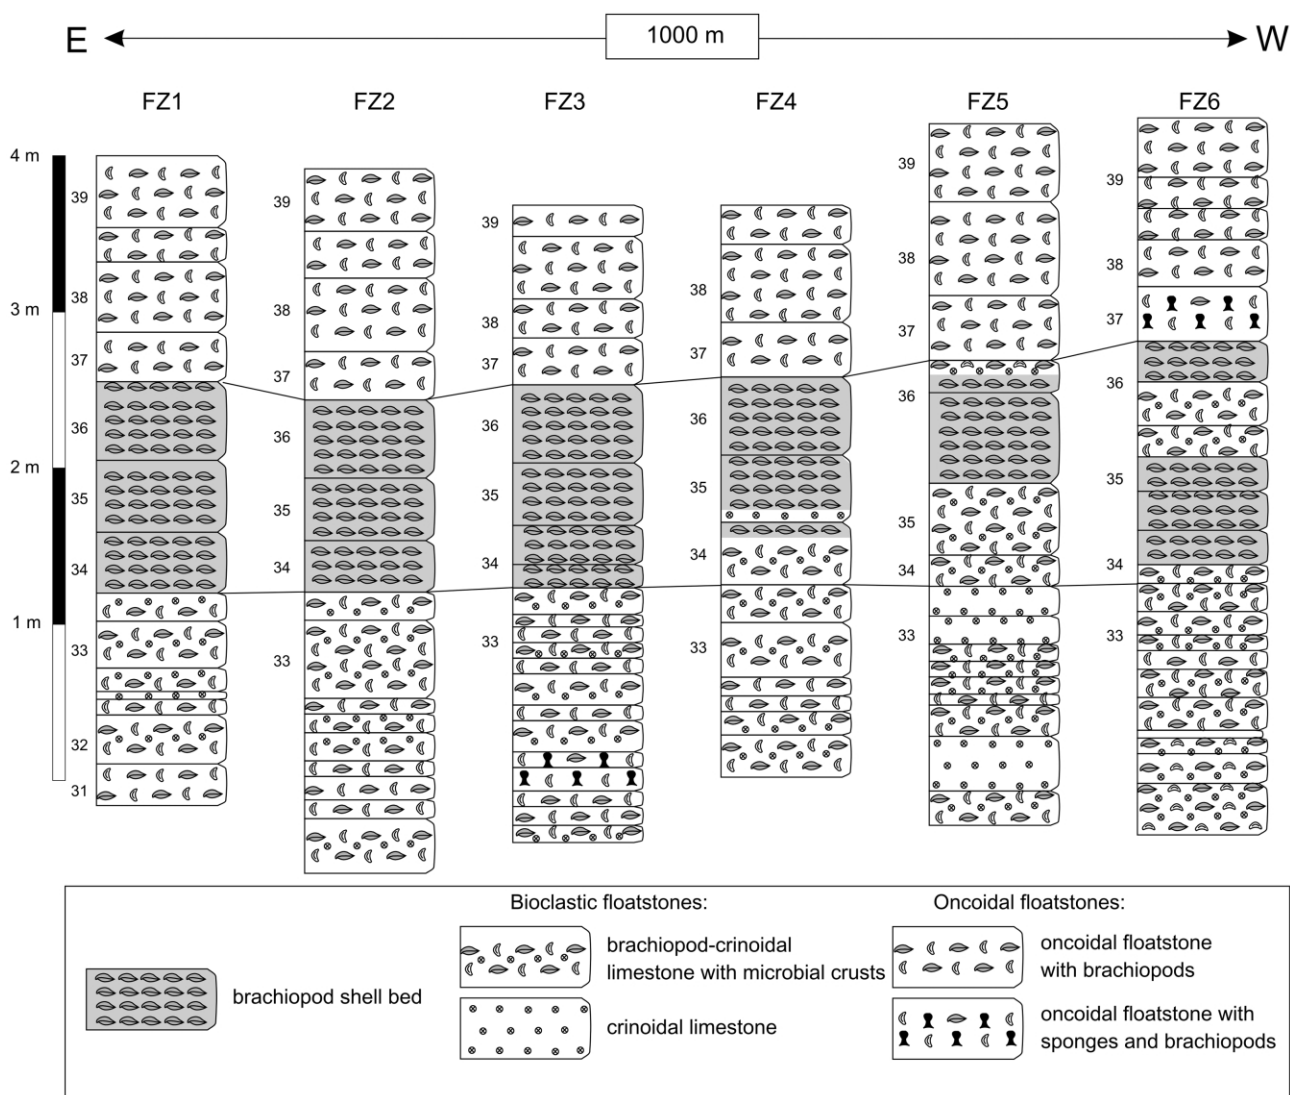 E 1000 m W
FZ1 FZ2 FZ3 FZ4 FZ5 FZ6
4 m
3 m
2 m
1 m
39
38
37
36
35
34
33
32
31
39
38
37
36
35
34
33
39
38
37
36
35
34
33
38
37
36
35
34
33
39
38
37
36
35
34
33
39
38
37
36
35
34
33
brachiopod shell bed
Bioclastic floatstones:
brachiopod-crinoidal
limestone with microbial crusts
crinoidal limestone
Oncoidal floatstones:
oncoidal floatstone
with brachiopods
oncoidal floatstone with
sponges and brachiopods